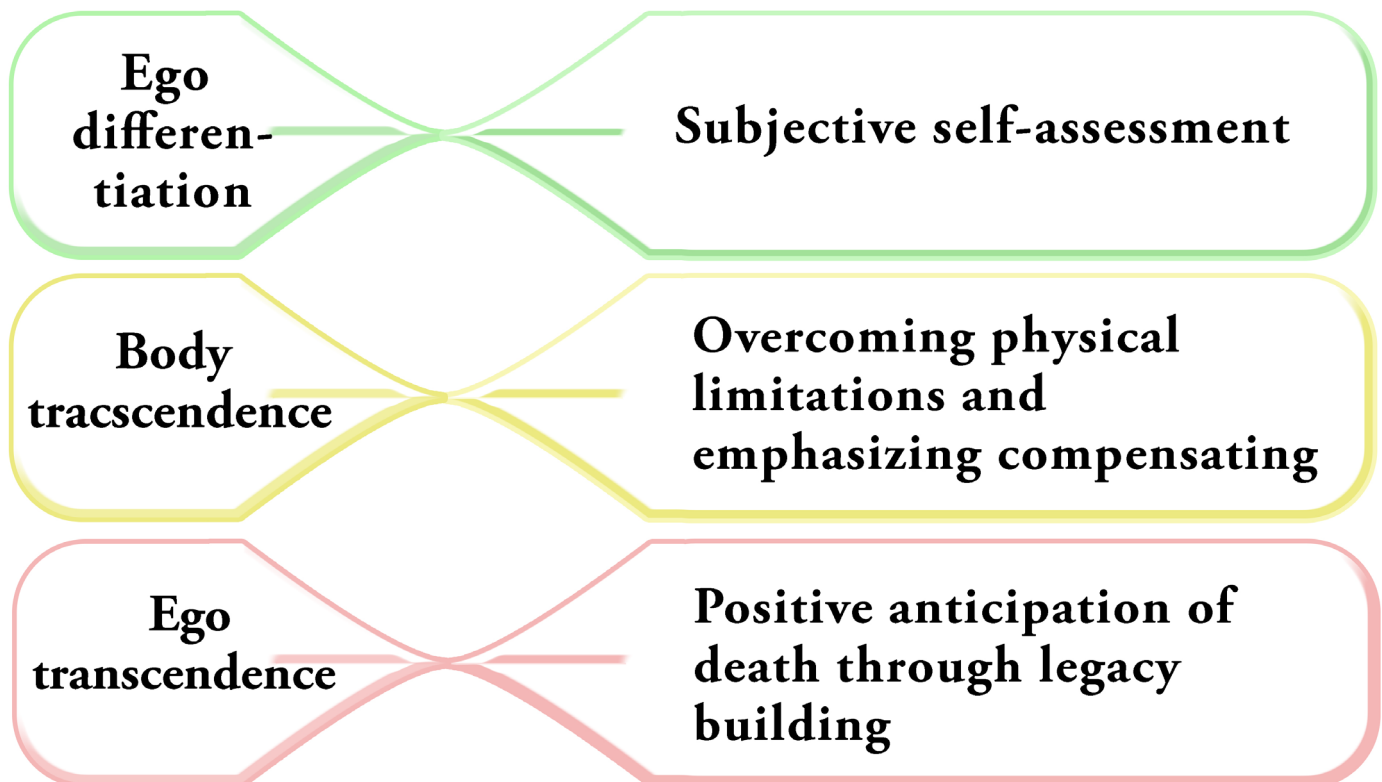 Ego
differen-
tiation
Subjective self-assessment
Body
tracscendence
Overcoming physical
limitations and
emphasizing compensating
Ego
transcendence
Positive anticipation of
death through legacy
building